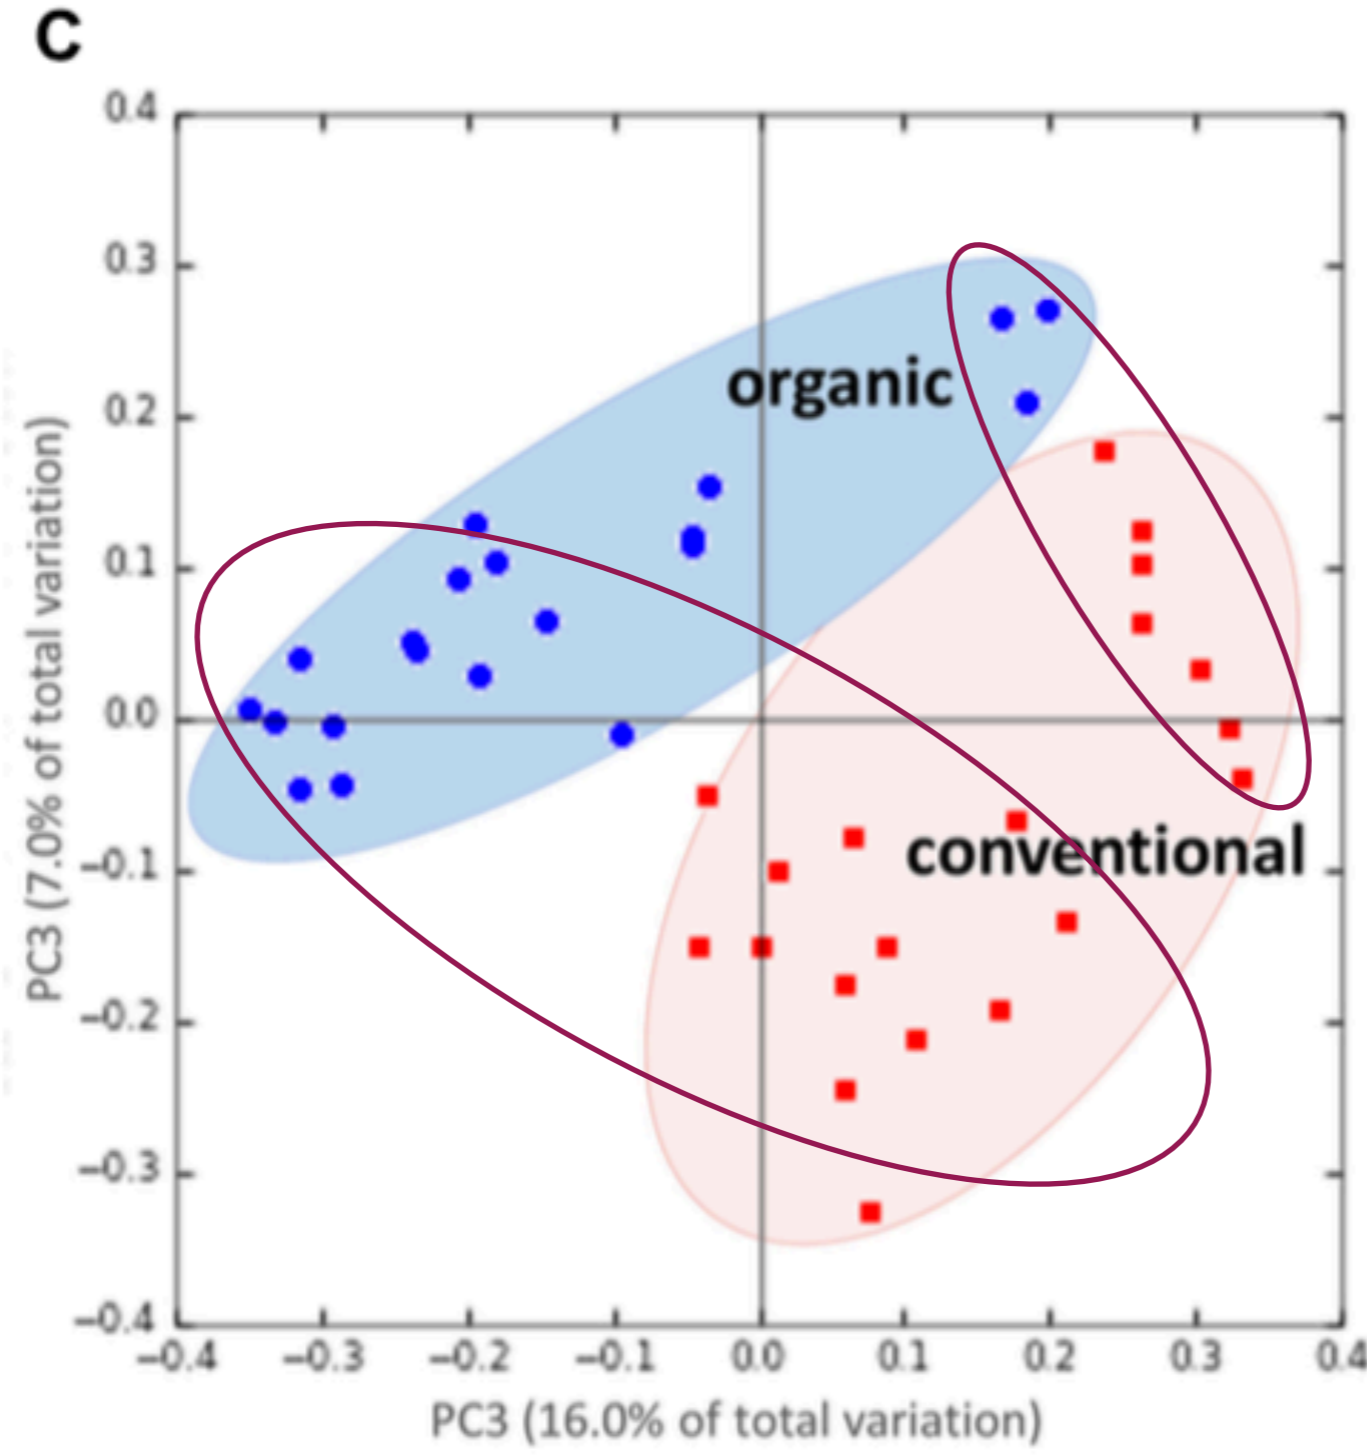 C
0.4
0.3
0.2
0.1
0.0
−0.1
−0.2
−0.3
−0.4
PC3 (7.0% of total variation)
organic
conventional
−0.4 −0.3 −0.2 −0.1 0.0 0.1 0.2 0.3 0.4
PC3 (16.0% of total variation)